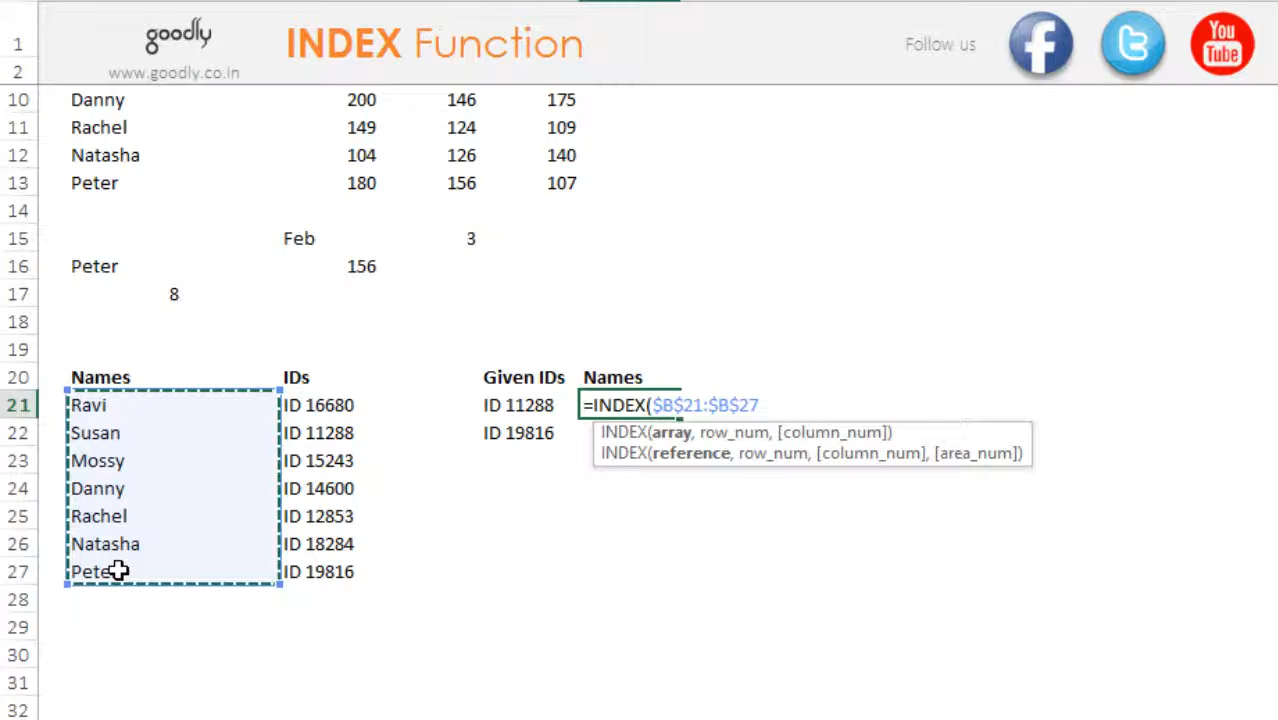 1 goodly INDEX Function Follow us f You Tube
2 www.goodly.co.in
10 Danny 200 146 175
11 Rachel 149 124 109
12 Natasha 104 126 140
13 Peter 180 156 107
14
15 Feb 3
16 Peter 156
17 8
18
19
20 Names IDs Given IDs Names
21 Ravi ID 16680 ID 11288 =INDEX($B$21:$B$27
22 Susan ID 11288 ID 19816 INDEX(array, row_num, [column_num])
INDEX(reference, row_num, [column_num], [area_num])
23 Mossy ID 15243
24 Danny ID 14600
25 Rachel ID 12853
26 Natasha ID 18284
27 Pete ID 19816
28
29
30
31
32